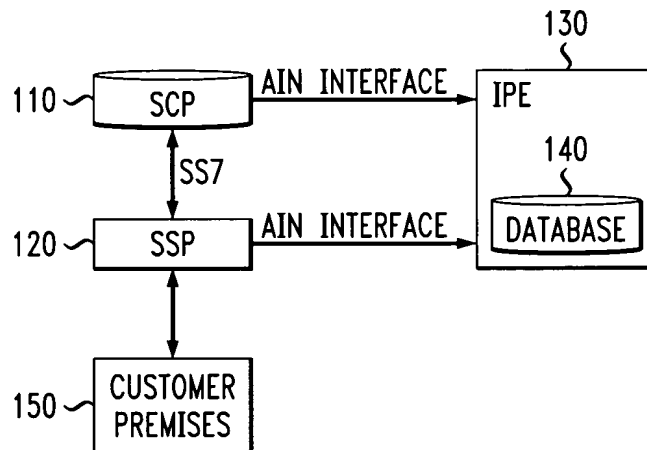 130
110
SCP
AIN INTERFACE
IPE
SS7
140
DATABASE
120
SSP
AIN INTERFACE
150
CUSTOMER
PREMISES